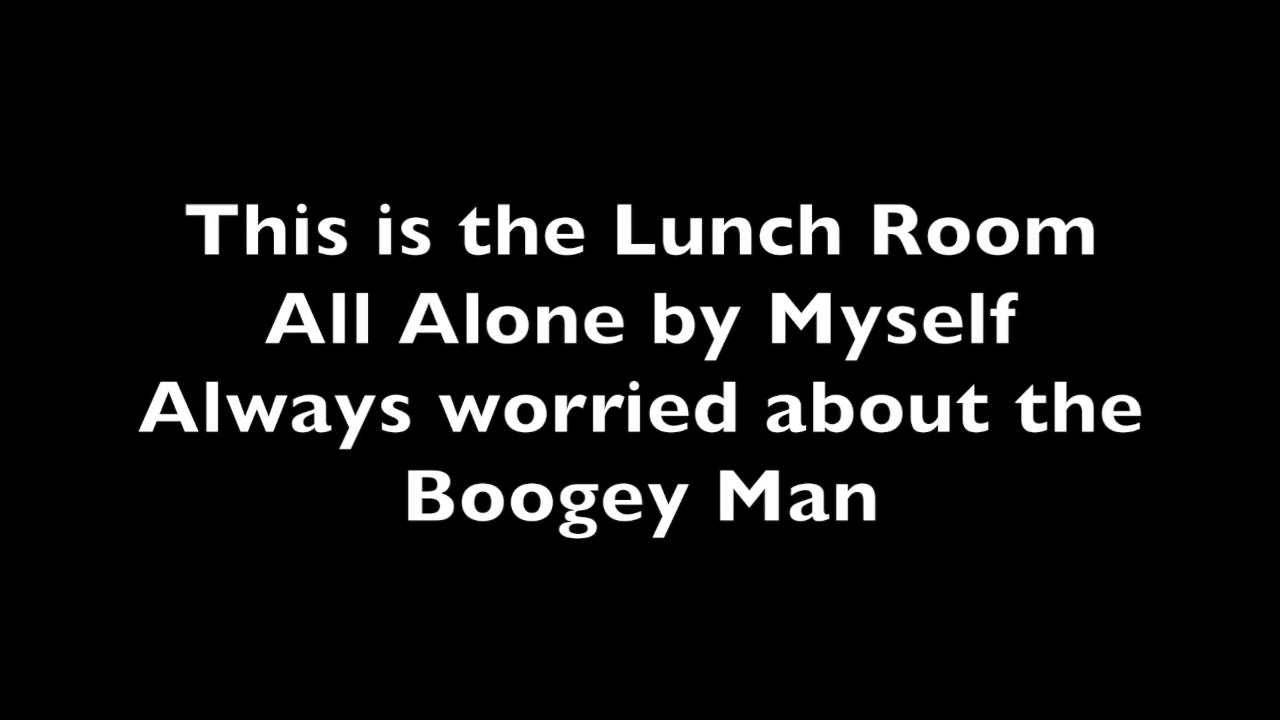 This is the Lunch Room
All Alone by Myself
Always worried about the
Boogey Man